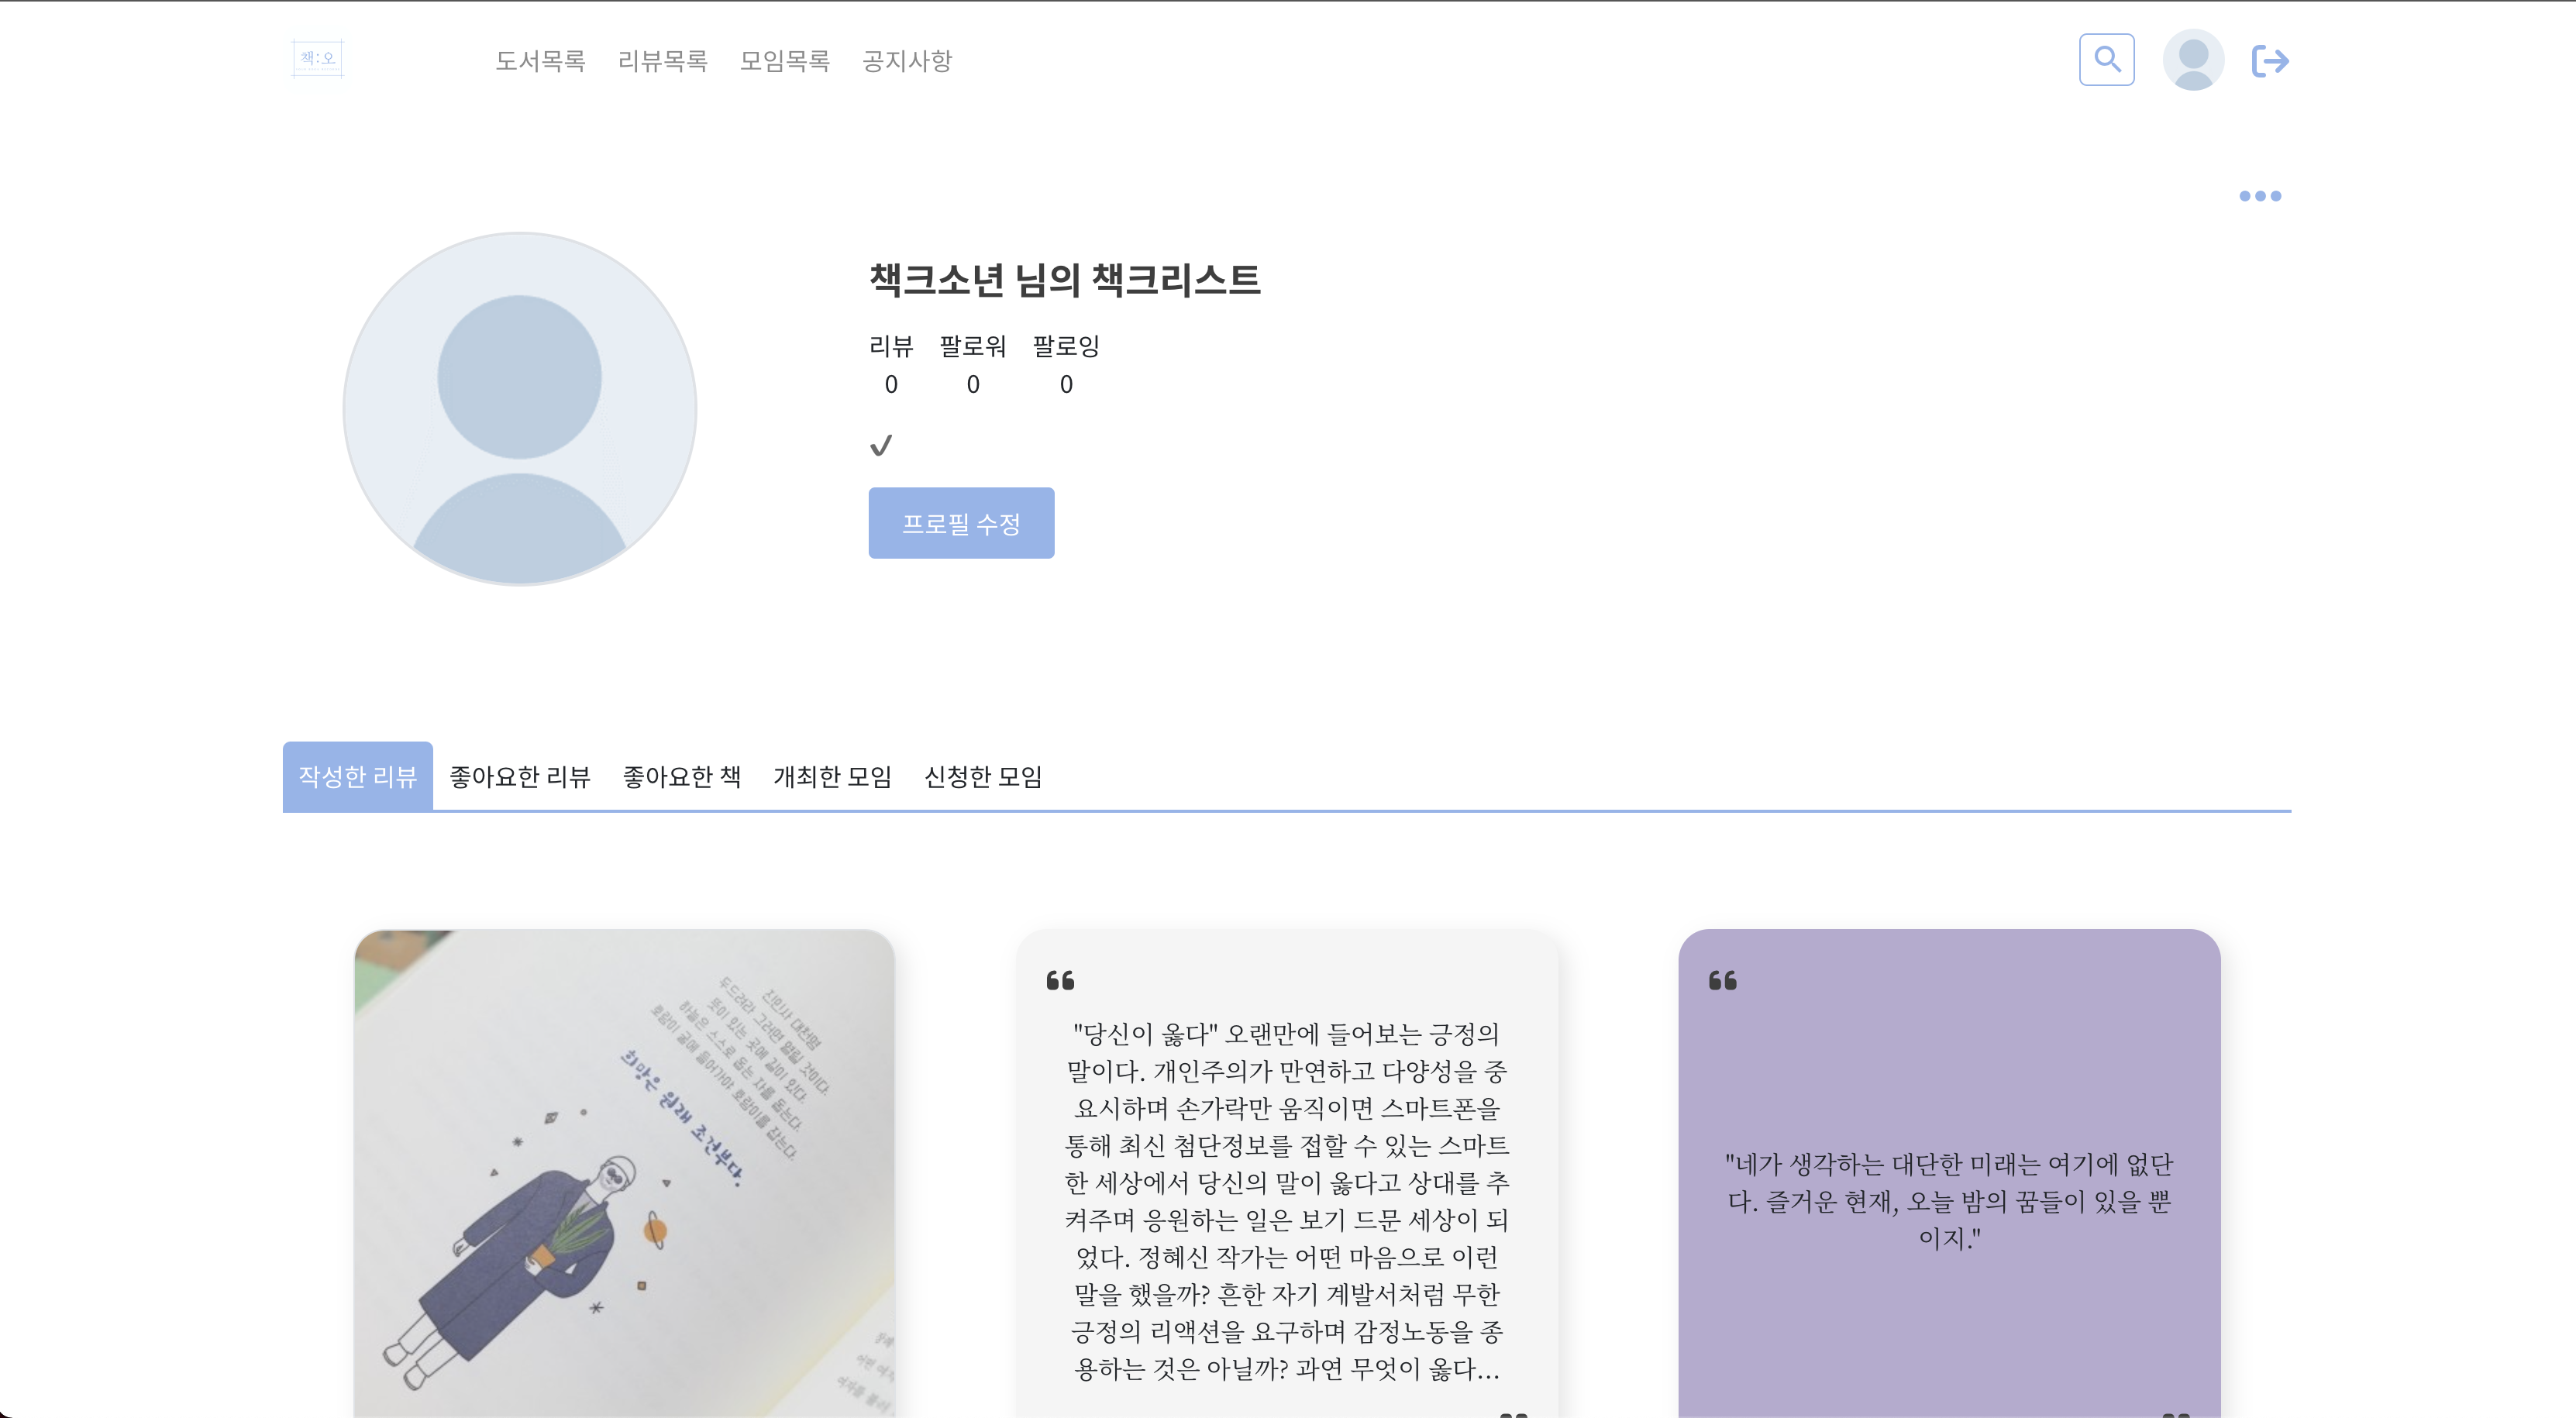 책:오
도서목록 리뷰목록 모임목록 공지사항
책크소년 님의 책크리스트
리뷰 팔로워 팔로잉
0 0 0
프로필 수정
작성한 리뷰 좋아요한 리뷰 좋아요한 책 개최한 모임 신청한 모임
진인사 대천명
두드려라 그러면 열릴 것이다.
뜻이 있는 곳에 길이 있다.
하늘은 스스로 돕는 자를 돕는다.
호랑이 굴에 들어가야 호랑이를 잡는다.
희망은 원래 조건부다.
"당신이 옳다" 오랜만에 들어보는 긍정의
말이다. 개인주의가 만연하고 다양성을 중
요시하며 손가락만 움직이면 스마트폰을
통해 최신 첨단정보를 접할 수 있는 스마트
한 세상에서 당신의 말이 옳다고 상대를 추
켜주며 응원하는 일은 보기 드문 세상이 되
었다. 정혜신 작가는 어떤 마음으로 이런
말을 했을까? 흔한 자기 계발서처럼 무한
긍정의 리액션을 요구하며 감정노동을 종
용하는 것은 아닐까? 과연 무엇이 옳다...
"네가 생각하는 대단한 미래는 여기에 없단
다. 즐거운 현재, 오늘 밤의 꿈들이 있을 뿐
이지."